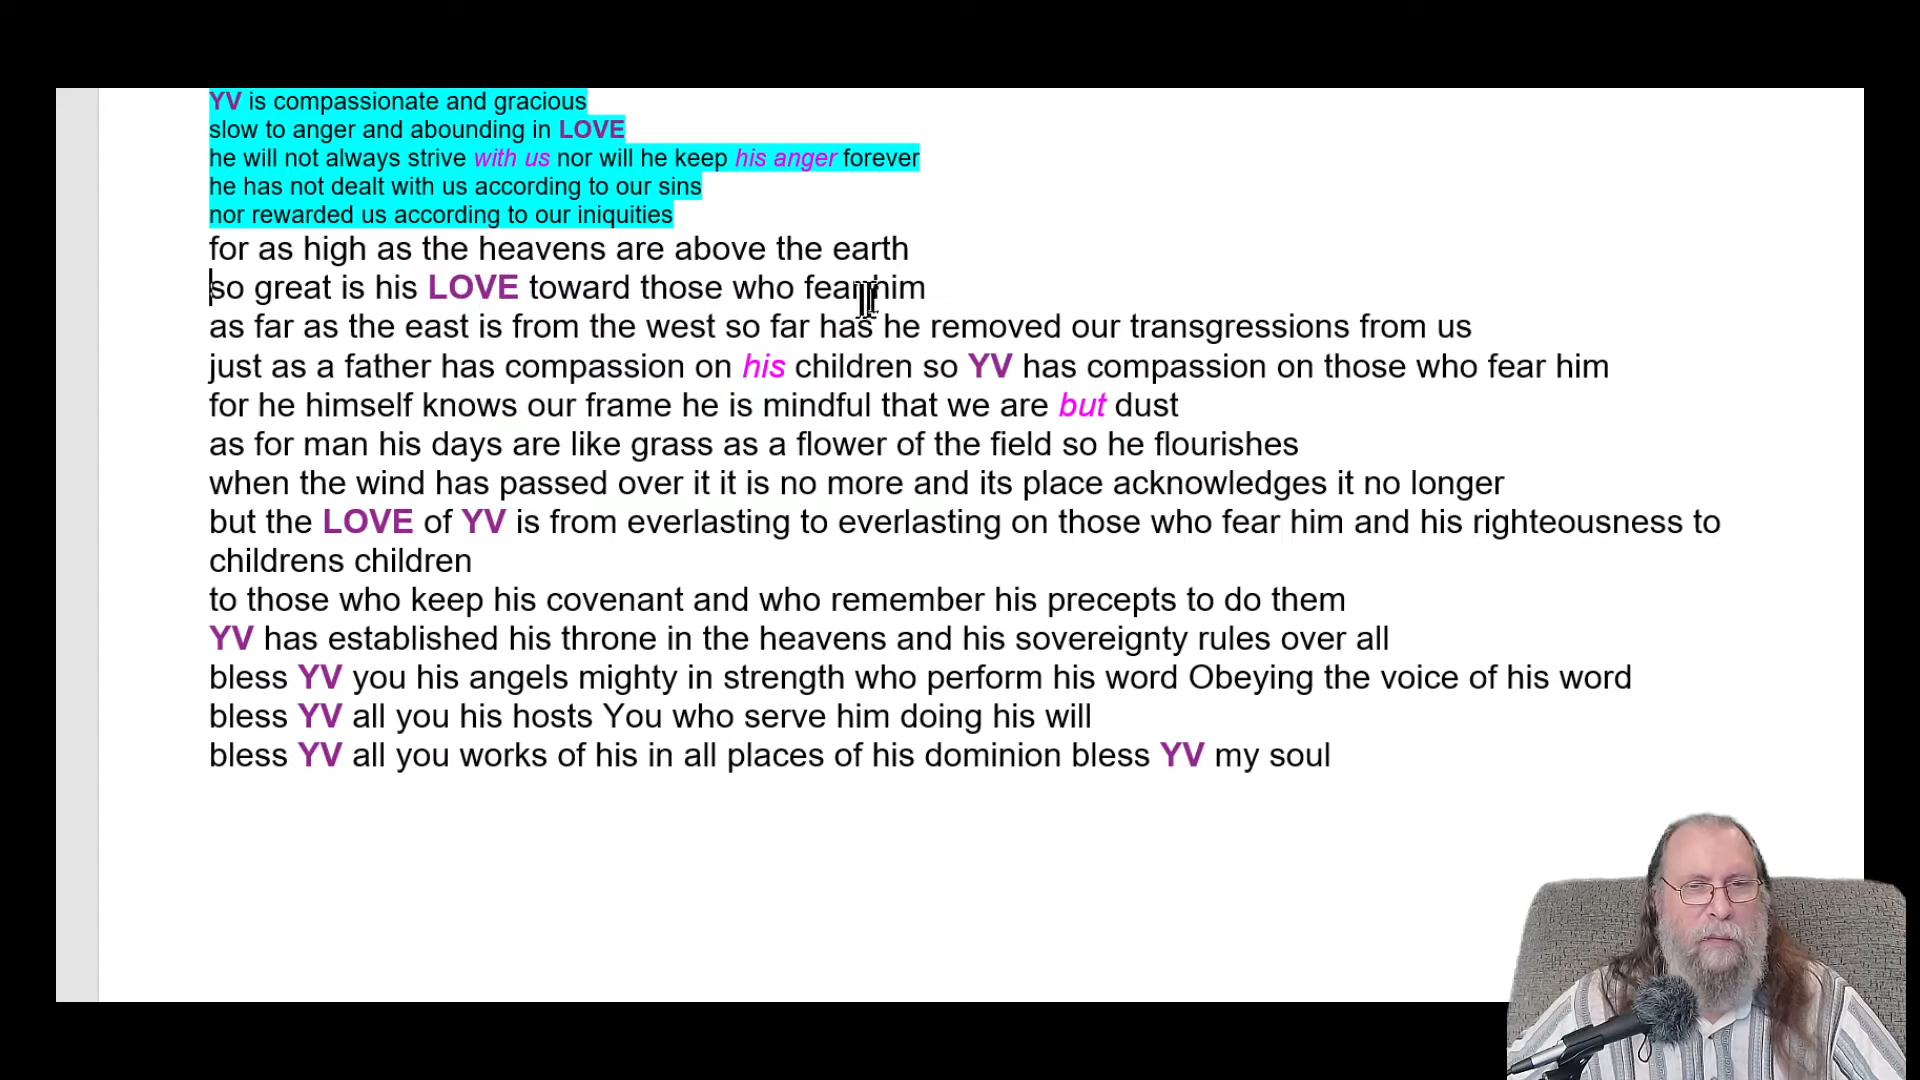 YV is compassionate and gracious
slow to anger and abounding in LOVE
he will not always strive with us nor will he keep his anger forever
he has not dealt with us according to our sins
nor rewarded us according to our iniquities
for as high as the heavens are above the earth
so great is his LOVE toward those who fear him
as far as the east is from the west so far has he removed our transgressions from us
just as a father has compassion on his children so YV has compassion on those who fear him
for he himself knows our frame he is mindful that we are but dust
as for man his days are like grass as a flower of the field so he flourishes
when the wind has passed over it it is no more and its place acknowledges it no longer
but the LOVE of YV is from everlasting to everlasting on those who fear him and his righteousness to
childrens children
to those who keep his covenant and who remember his precepts to do them
YV has established his throne in the heavens and his sovereignty rules over all
bless YV you his angels mighty in strength who perform his word Obeying the voice of his word
bless YV all you his hosts You who serve him doing his will
bless YV all you works of his in all places of his dominion bless YV my soul